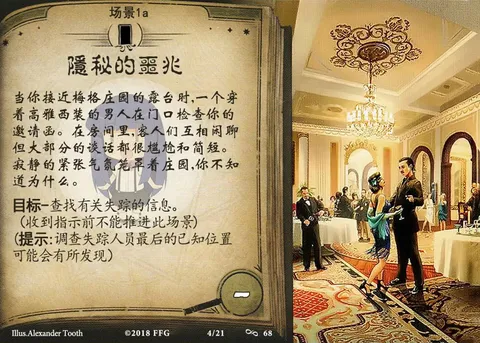 场景1a
隱秘的噩兆
当你接近梅格庄园的露台时,一个穿
着高雅西装的男人在门口检查你的
邀请函。在房间里,客人们互相闲聊
但大部分的谈话都很尴尬和简短。
寂静的紧张气氛笼罩着庄园,你不知
道为什么。
目标–查找有关失踪的信息。
(收到指示前不能推进此场景)
(提示:调查失踪人员最后的已知位置
可能会有所发现)
–
Illus.Alexander Tooth
©2018 FFG
4/21
68